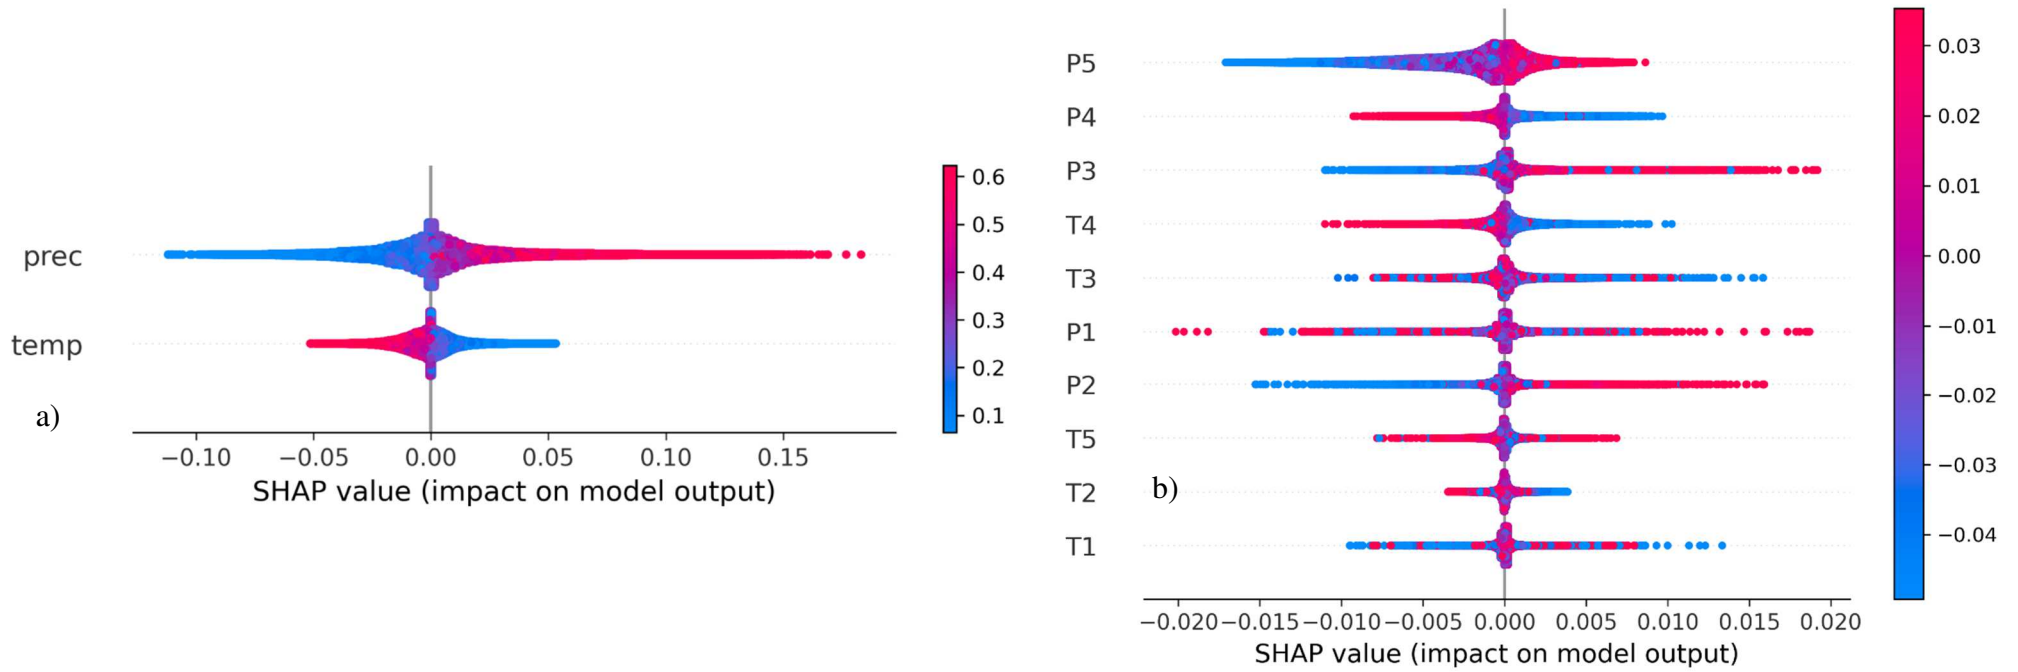 prec
temp
a)
−0.10 −0.05 0.00 0.05 0.10 0.15
SHAP value (impact on model output)
0.6
0.5
0.4
0.3
0.2
0.1
P5
P4
P3
T4
T3
P1
P2
T5
T2
T1
b)
−0.020 −0.015 −0.010 −0.005 0.000 0.005 0.010 0.015 0.020
SHAP value (impact on model output)
0.03
0.02
0.01
0.00
−0.01
−0.02
−0.03
−0.04